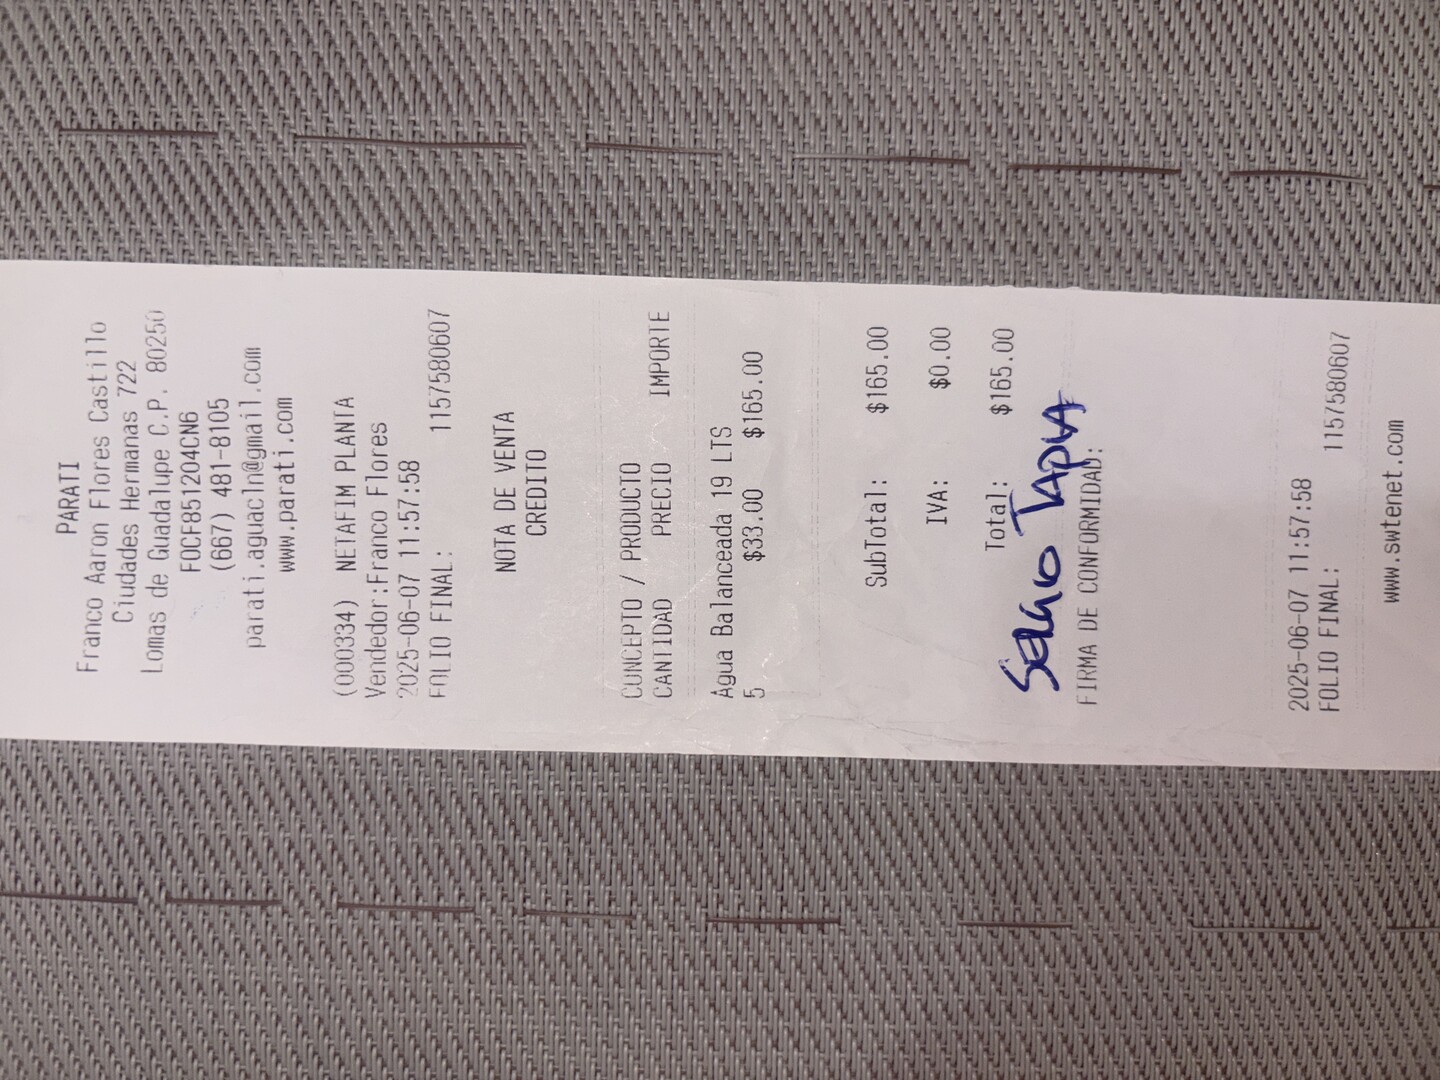 PARATI
Franco Aaron Flores Castillo
Ciudades Hermanas 722
Lomas de Guadalupe C.P. 80250
FOCF851204CN6
(667) 481-8105
parati.aguacln@gmail.com
www.parati.com
(000334) NETAFIM PLANTA
Vendedor:Franco Flores
2025-06-07 11:57:58
FOLIO FINAL: 1157580607
NOTA DE VENTA
CREDITO
CONCEPTO / PRODUCTO
CANTIDAD PRECIO IMPORTE
Agua Balanceada 19 LTS
5 $33.00 $165.00
SubTotal: $165.00
IVA: $0.00
Total: $165.00
Sergio TAPIA
FIRMA DE CONFORMIDAD:
2025-06-07 11:57:58
FOLIO FINAL: 1157580607
www.swtenet.com